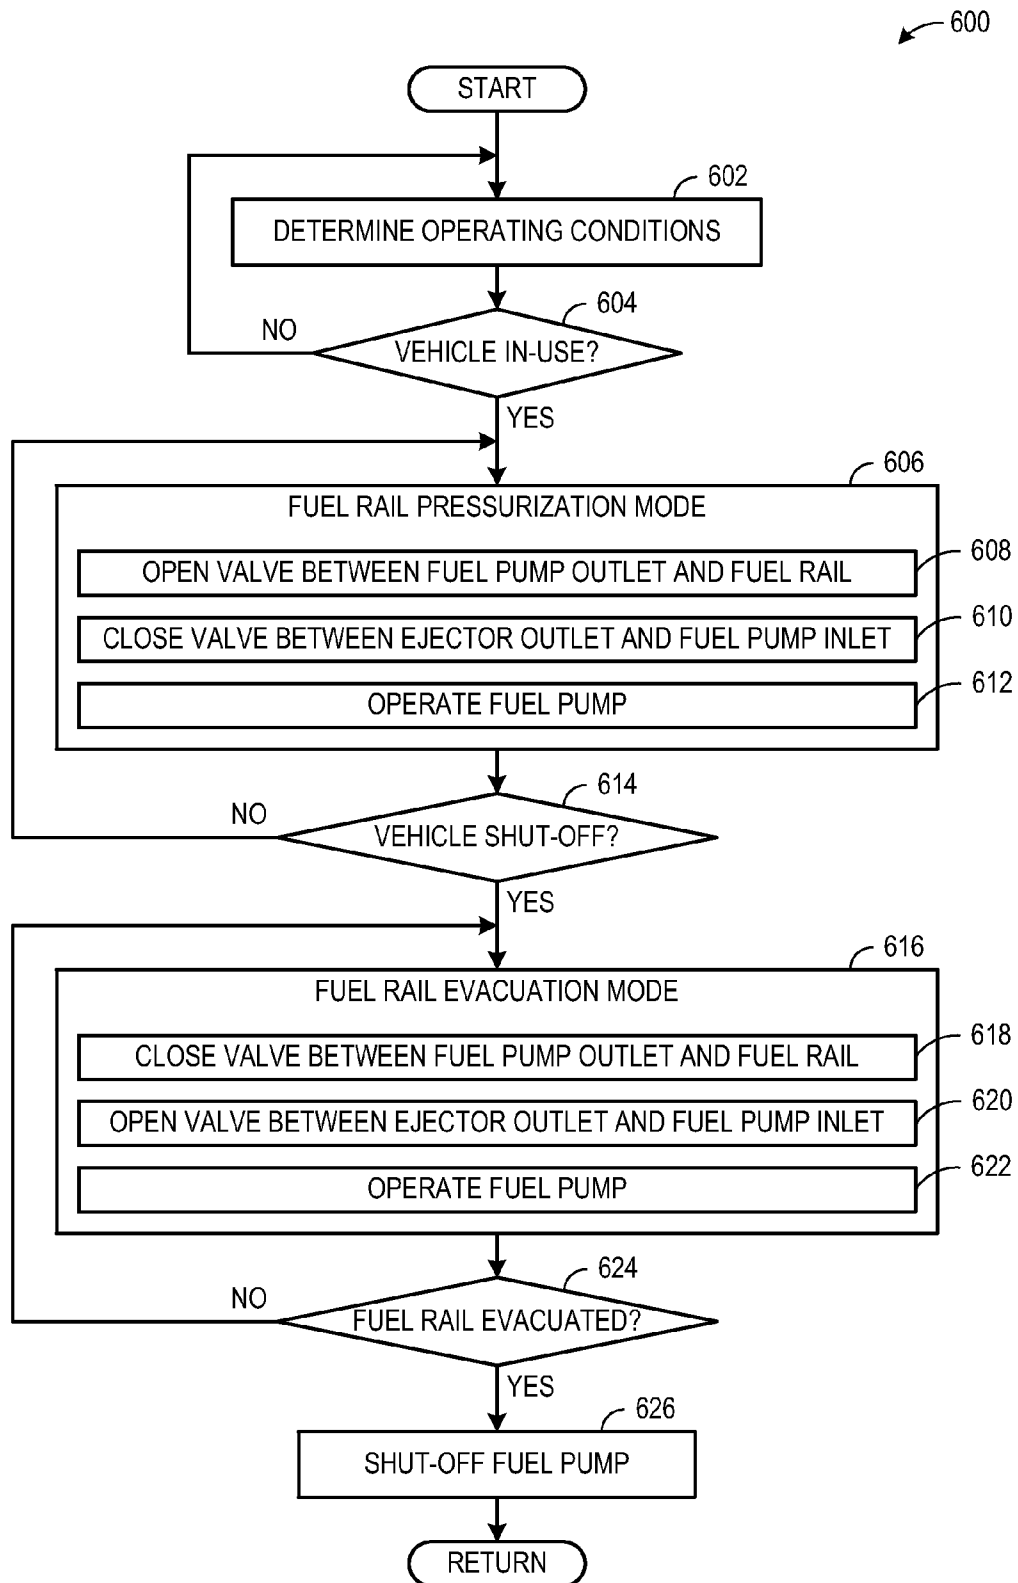 600
START
602
DETERMINE OPERATING CONDITIONS
604
NO
VEHICLE IN-USE?
YES
606
FUEL RAIL PRESSURIZATION MODE
608
OPEN VALVE BETWEEN FUEL PUMP OUTLET AND FUEL RAIL
610
CLOSE VALVE BETWEEN EJECTOR OUTLET AND FUEL PUMP INLET
612
OPERATE FUEL PUMP
614
NO
VEHICLE SHUT-OFF?
YES
616
FUEL RAIL EVACUATION MODE
618
CLOSE VALVE BETWEEN FUEL PUMP OUTLET AND FUEL RAIL
620
OPEN VALVE BETWEEN EJECTOR OUTLET AND FUEL PUMP INLET
622
OPERATE FUEL PUMP
624
NO
FUEL RAIL EVACUATED?
YES
626
SHUT-OFF FUEL PUMP
RETURN